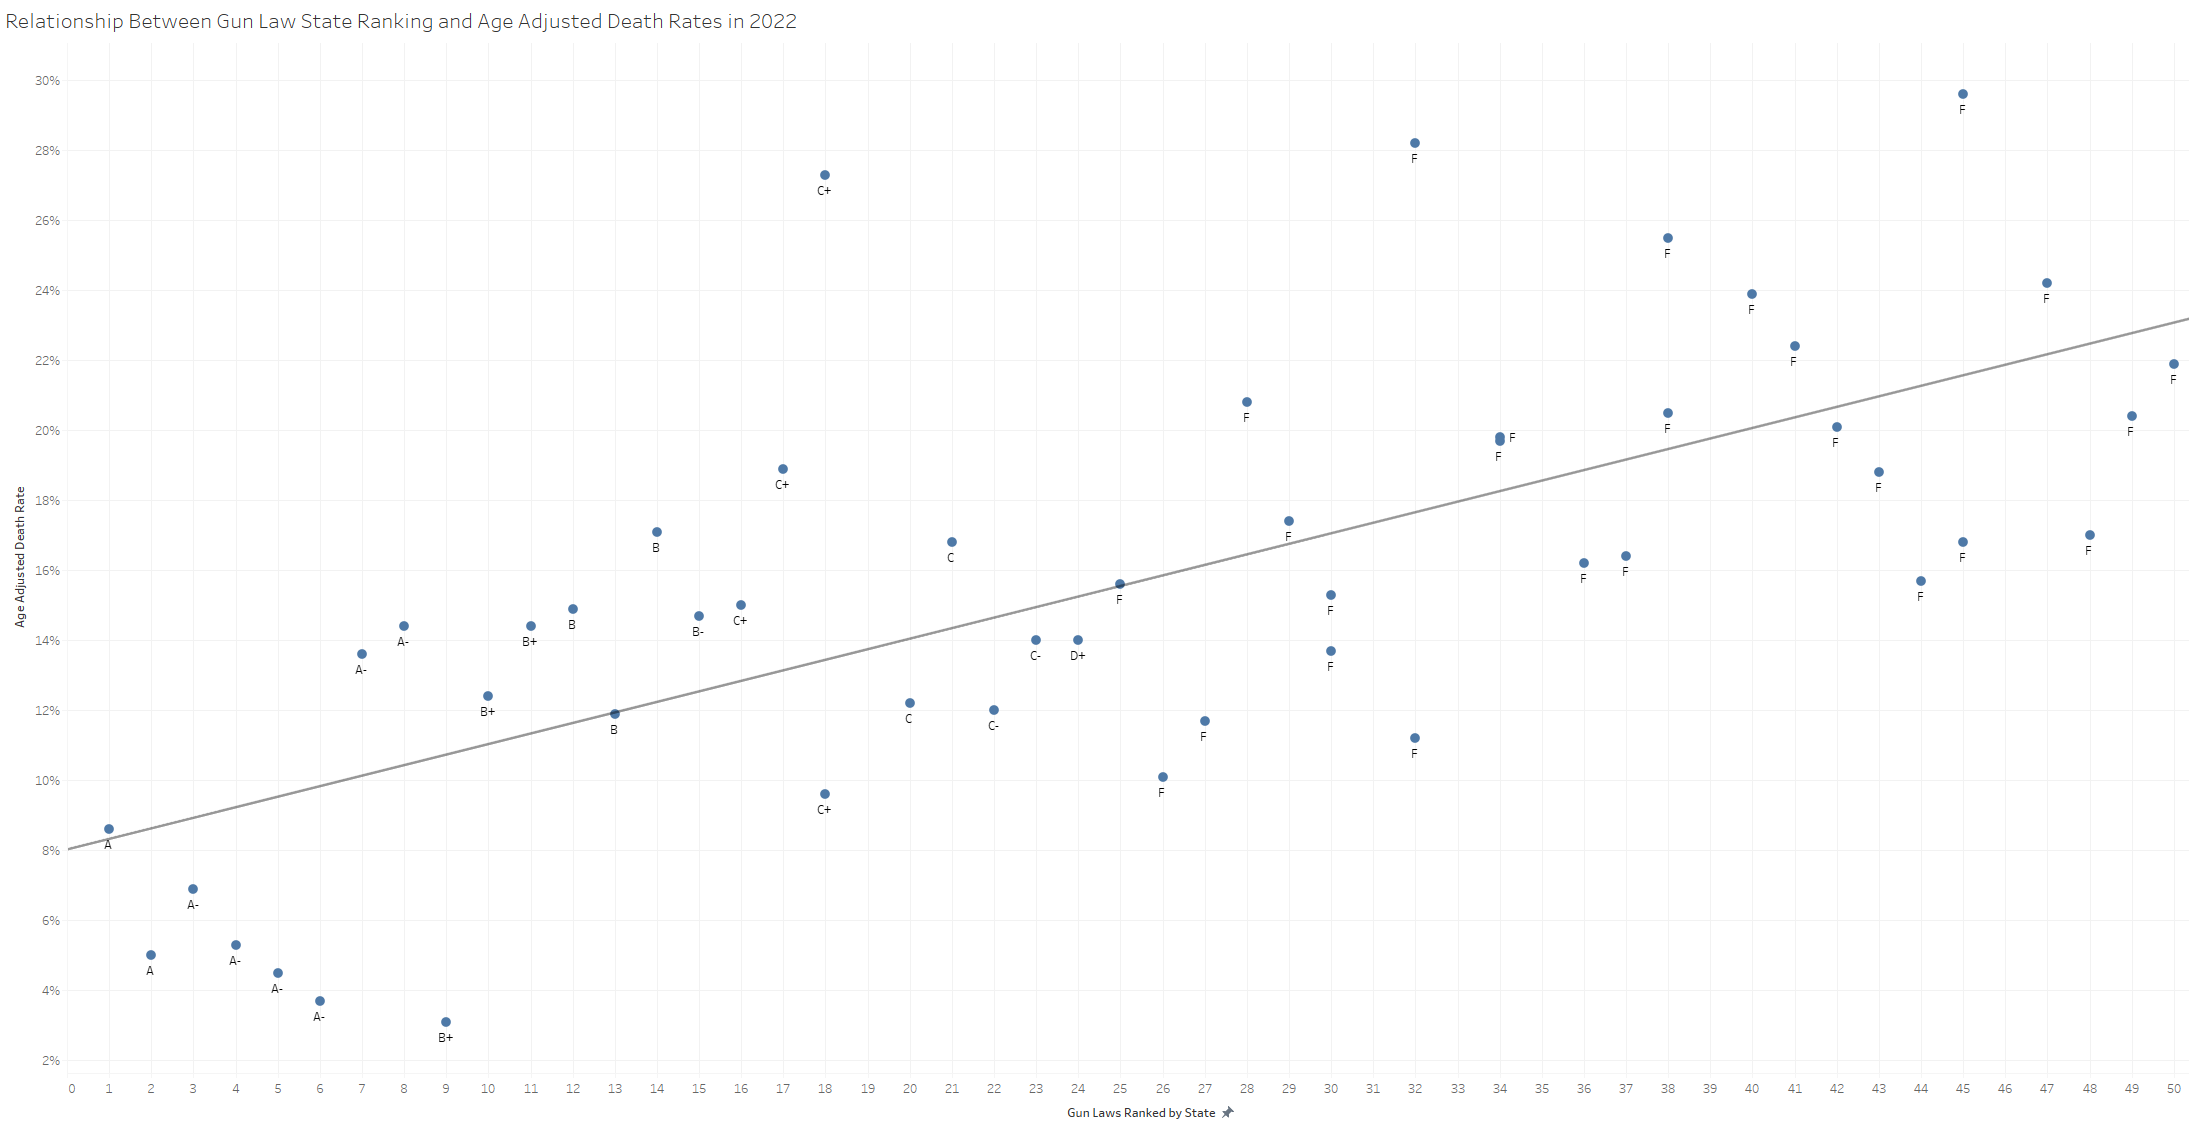 Relationship Between Gun Law State Ranking and Age Adjusted Death Rates in 2022
30%
F
28%
F
C+
26%
F
24%
F
F
22%
F
F
F
20%
F
F
F
F
F
18%
C+
F
B
F
16%
C
F
F
F
F
F
14%
B
B-
C+
F
F
A-
B+
C-
D+
A-
F
12%
B+
B
C
C-
F
F
10%
F
C+
8%
A
6%
A-
A-
A
4%
A-
A-
B+
2%
Age Adjusted Death Rate
0 1 2 3 4 5 6 7 8 9 10 11 12 13 14 15 16 17 18 19 20 21 22 23 24 25 26 27 28 29 30 31 32 33 34 35 36 37 38 39 40 41 42 43 44 45 46 47 48 49 50
Gun Laws Ranked by State